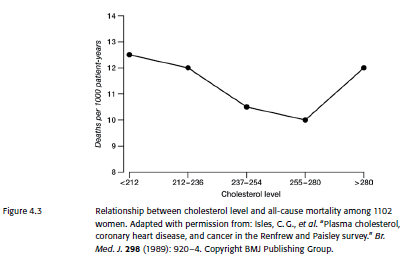 14
13
12
11
10
9
8
Deaths per 1000 patient-years
<212 212–236 237–254 255–280 >280
Cholesterol level
Figure 4.3
Relationship between cholesterol level and all-cause mortality among 1102
women. Adapted with permission from: Isles, C. G., et al. “Plasma cholesterol,
coronary heart disease, and cancer in the Renfrew and Paisley survey.” Br.
Med. J. 298 (1989): 920–4. Copyright BMJ Publishing Group.